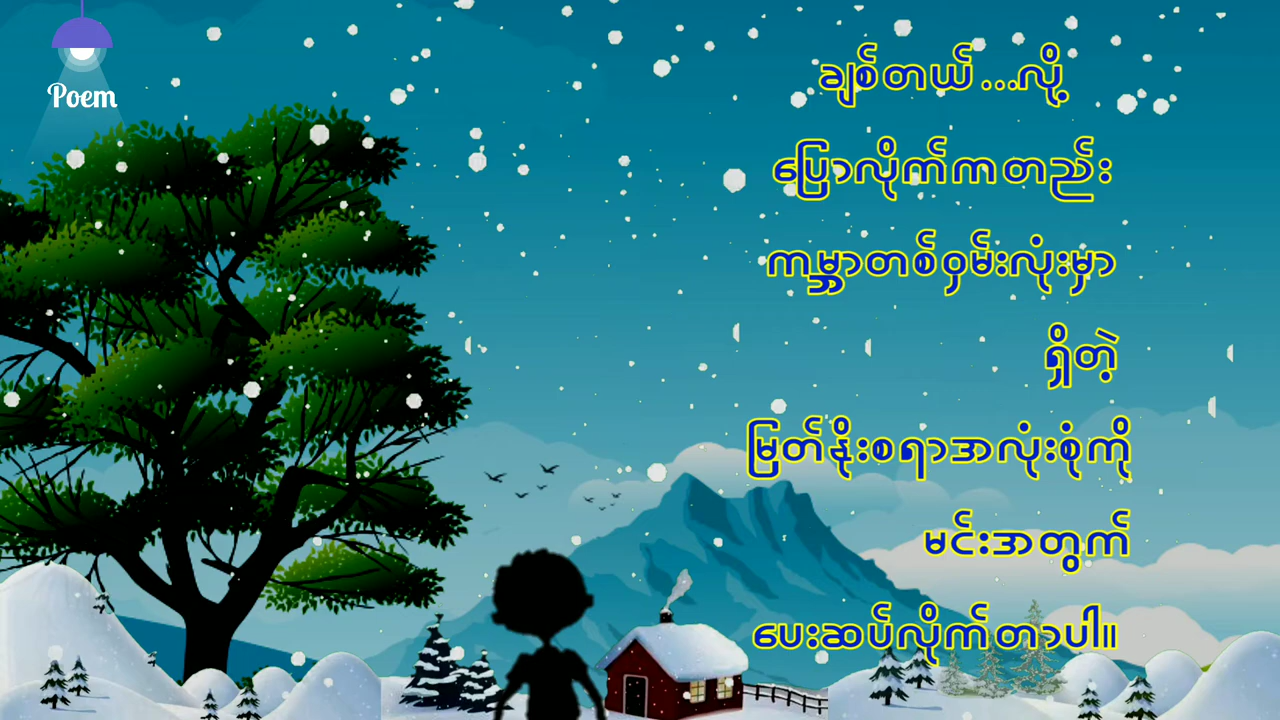 Poem
ချစ်တယ်...လို့
ပြောလိုက်ကတည်း
ကမ္ဘာတစ်ဝှမ်းလုံးမှာ
ရှိတဲ့
မြတ်နိုးစရာအလုံးစုံကို
မင်းအတွက်
ပေးဆပ်လိုက်တာပါ။